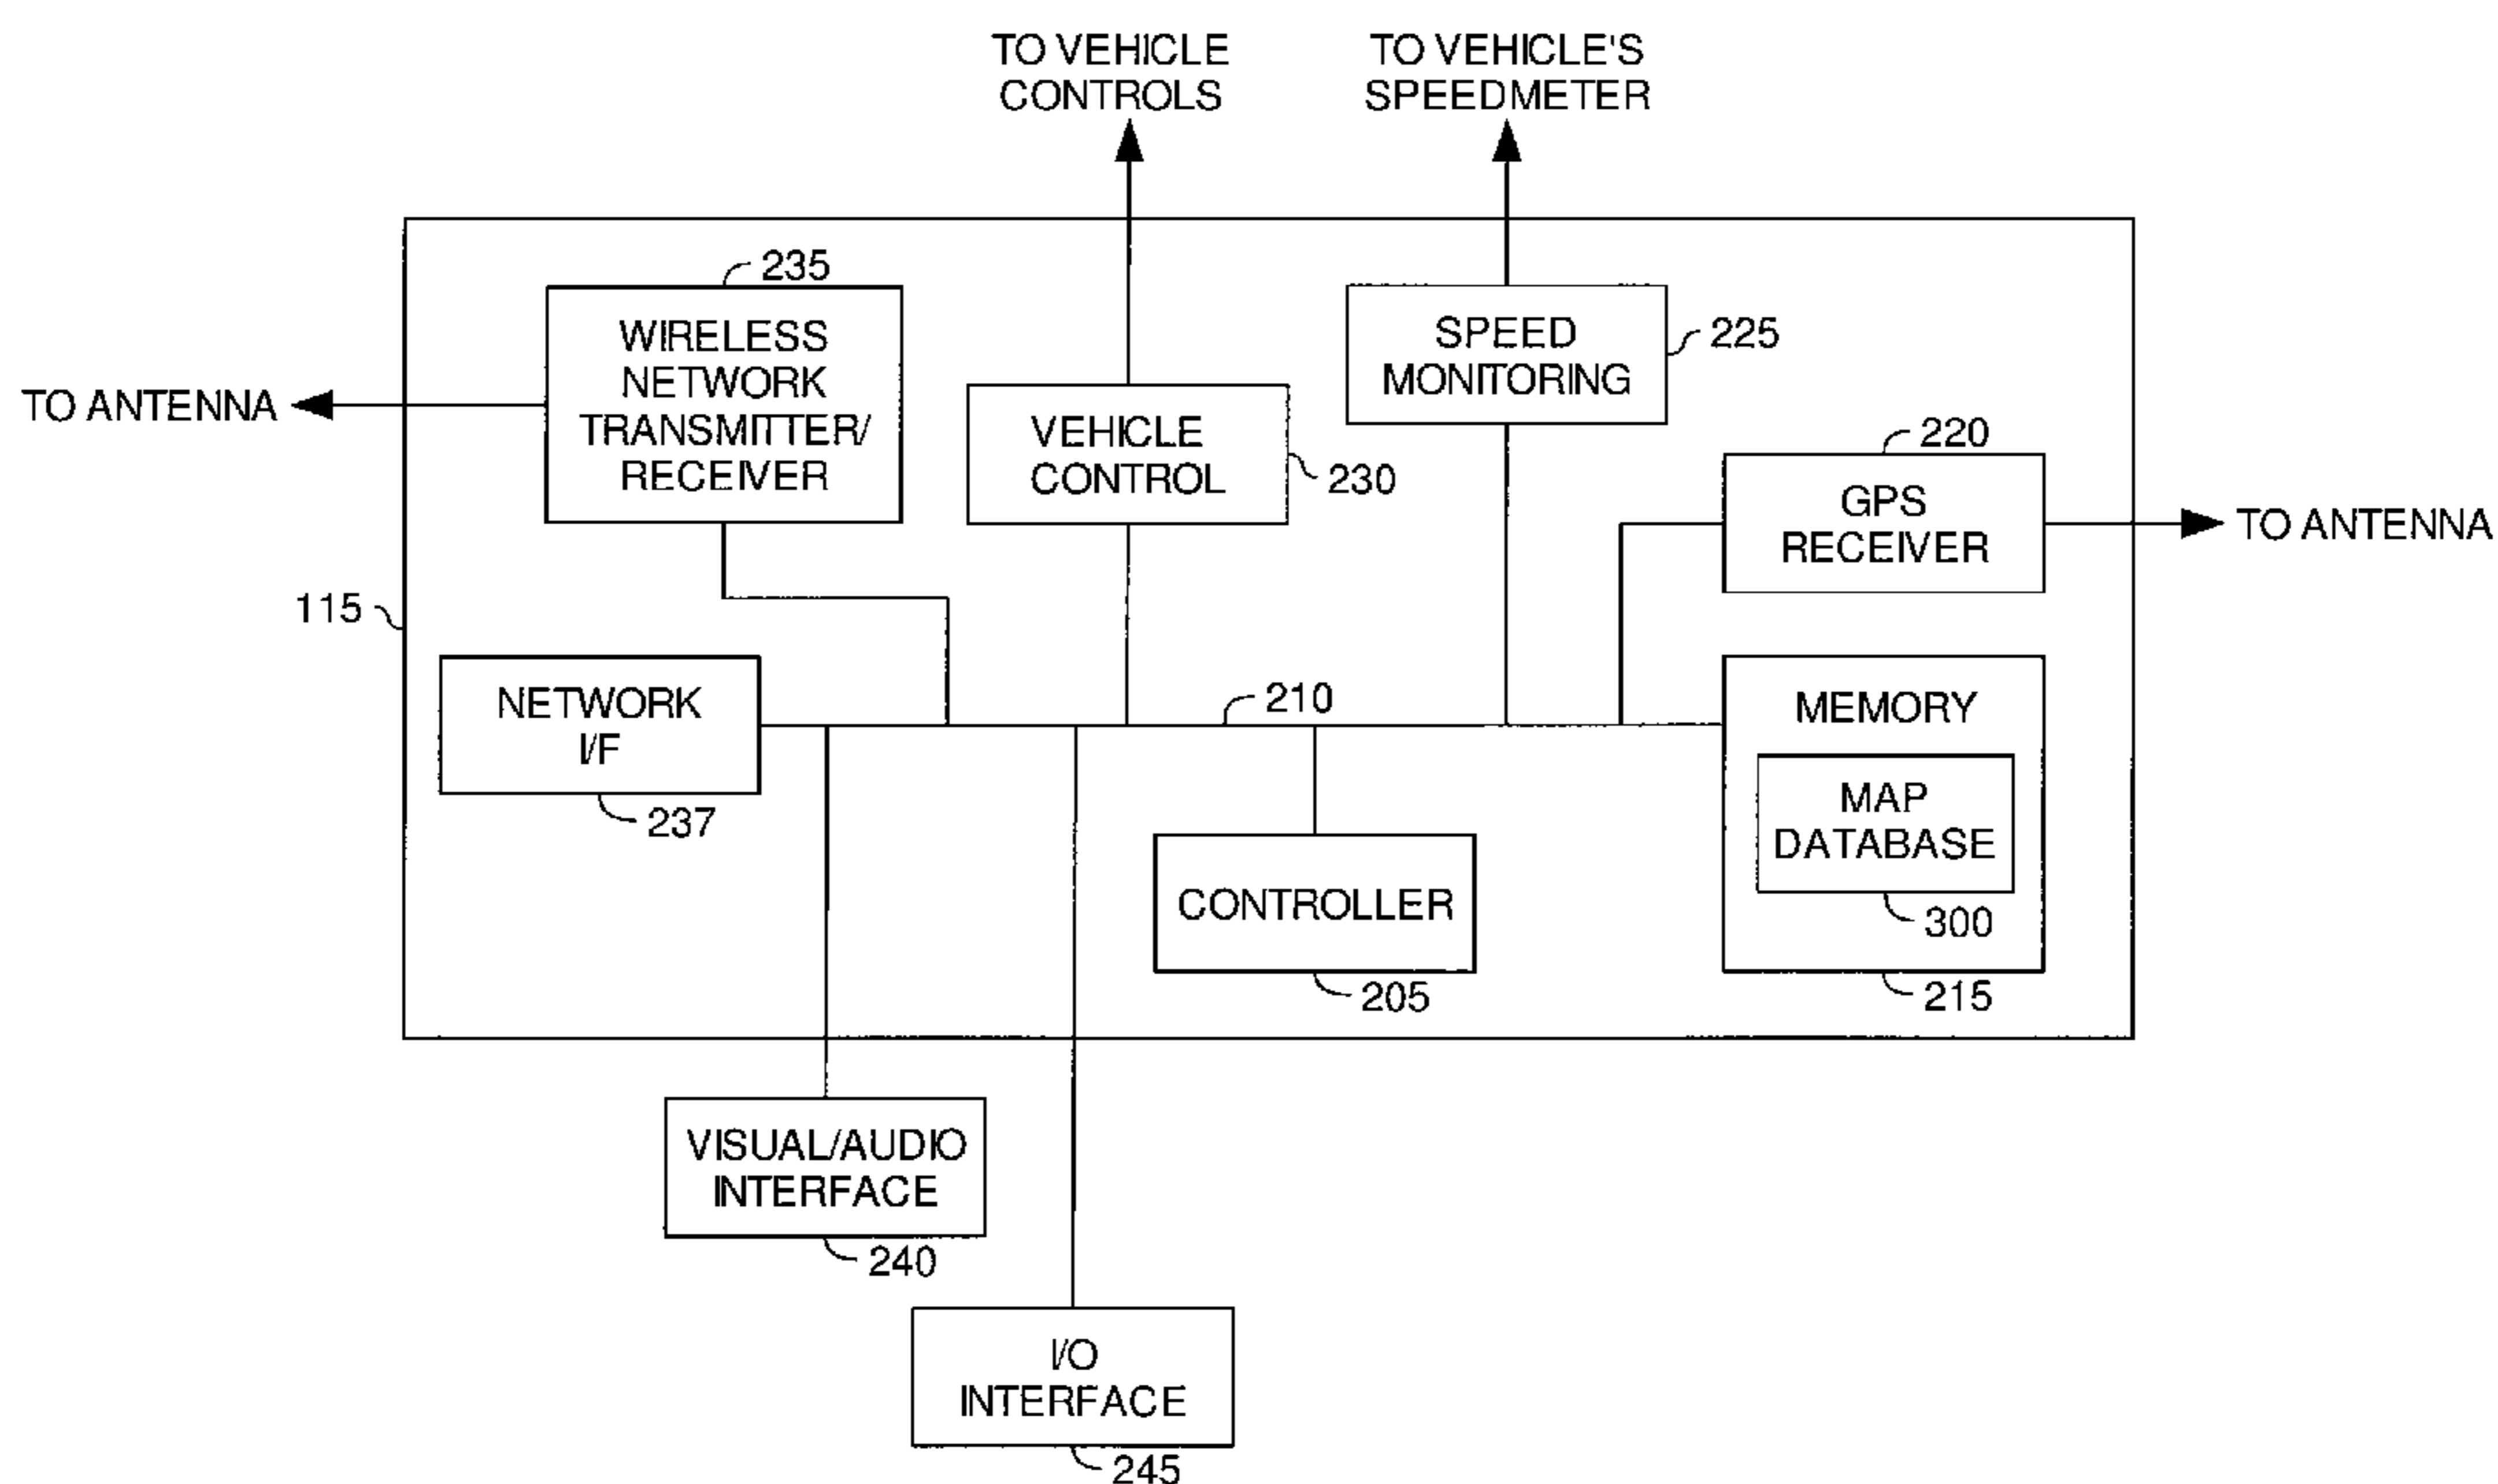 TO VEHICLE
CONTROLS
TO VEHICLE'S
SPEEDMETER
235
WIRELESS
NETWORK
TRANSMITTER/
RECEIVER
SPEED
MONITORING
225
TO ANTENNA
VEHICLE
CONTROL
230
220
GPS
RECEIVER
TO ANTENNA
115
NETWORK
I/F
237
210
MEMORY
MAP
DATABASE
300
215
CONTROLLER
205
VISUAL/AUDIO
INTERFACE
240
I/O
INTERFACE
245